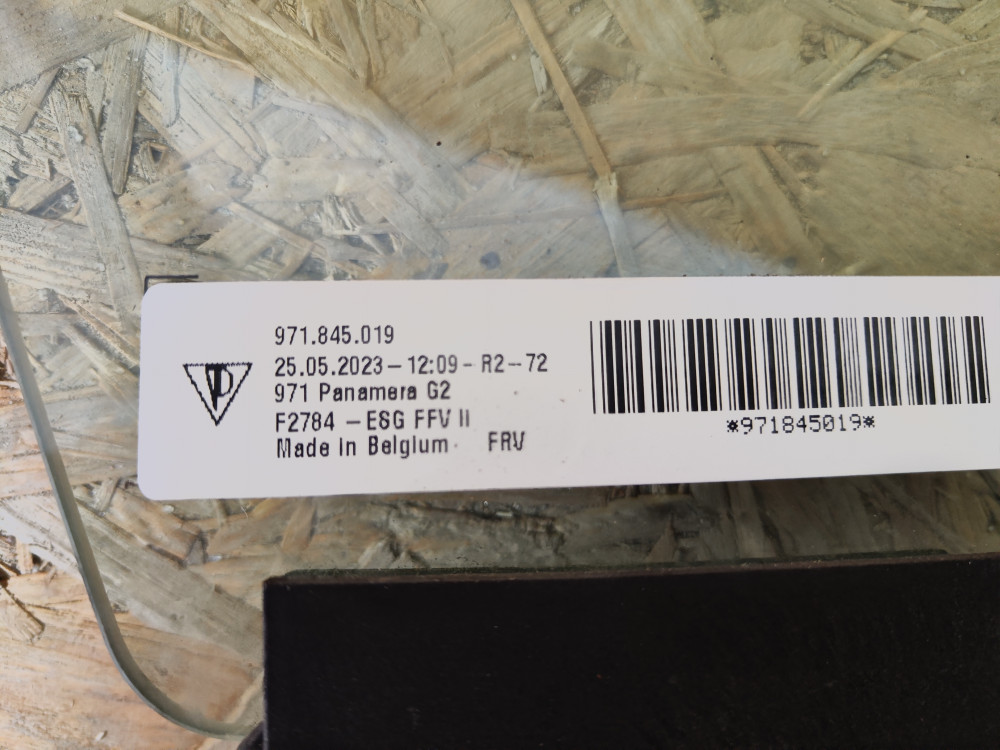 971.845.019
25.05.2023-12:09-R2-72
971 Panamera G2
F2784 -ESG FFV II
Made in Belgium FRV
*971845019*